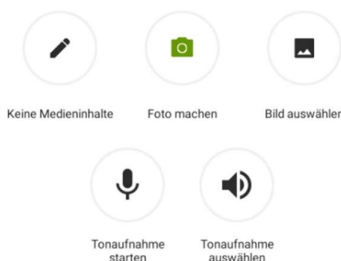 Keine Medieninhalte
Foto machen
Bild auswählen
Tonaufnahme
starten
Tonaufnahme
auswählen